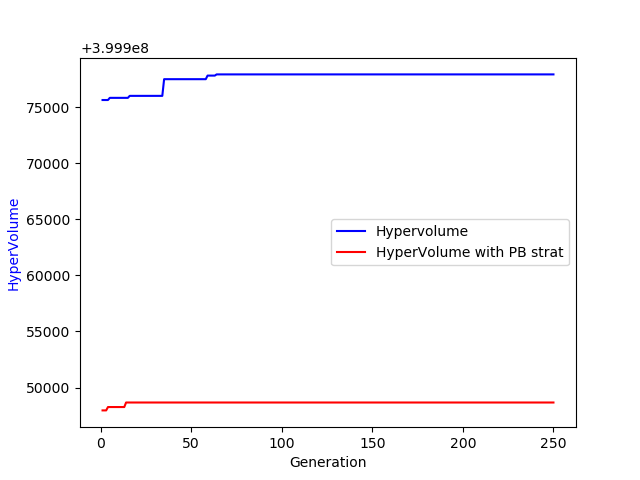 +3.999e8
75000
70000
65000
60000
55000
50000
HyperVolume
Hypervolume
HyperVolume with PB strat
0 50 100 150 200 250
Generation